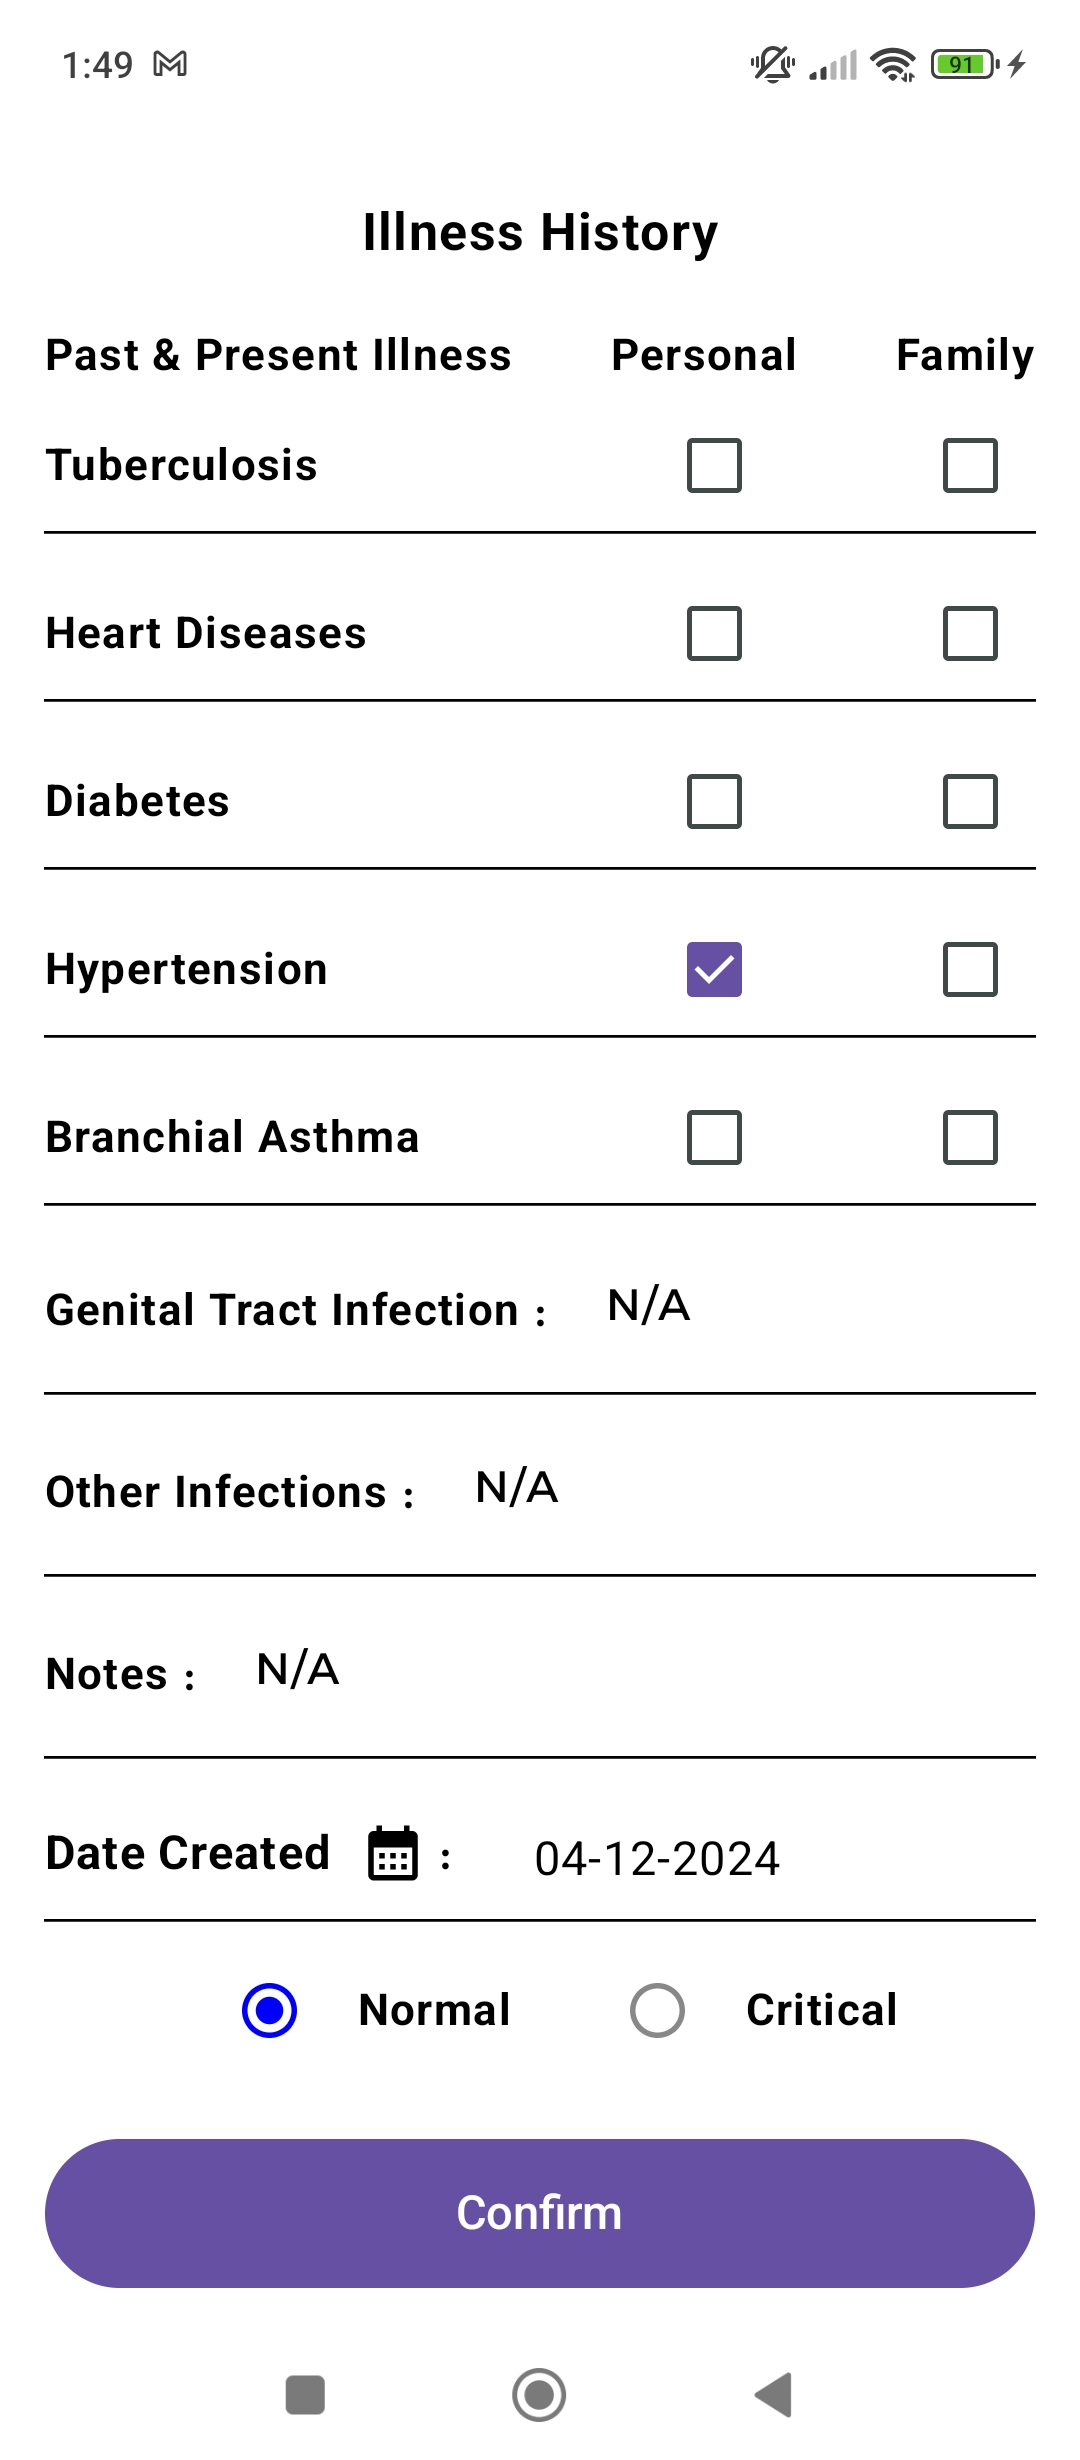 1:49 91
Illness History
Past & Present Illness Personal Family
Tuberculosis
Heart Diseases
Diabetes
Hypertension
Branchial Asthma
Genital Tract Infection : N/A
Other Infections : N/A
Notes : N/A
Date Created : 04-12-2024
Normal Critical
Confirm